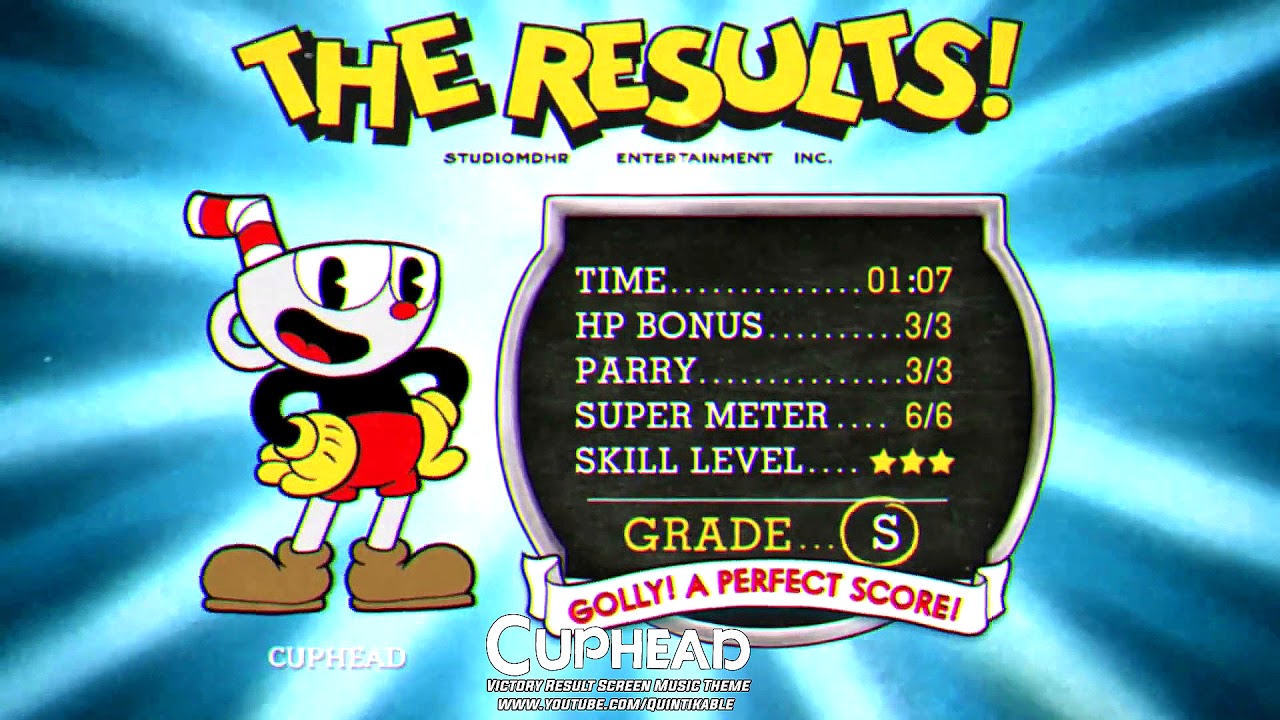 THE RESULTS!
STUDIOMDHR ENTERTAINMENT INC.
TIME..............01:07
HP BONUS..........3/3
PARRY...............3/3
SUPER METER.... 6/6
SKILL LEVEL.... ★★★
GRADE... S
GOLLY! A PERFECT SCORE!
CUPHEAD
CUPHEAD
VICTORY RESULT SCREEN MUSIC THEME
WWW.YOUTUBE.COM/QUINTIKABLE